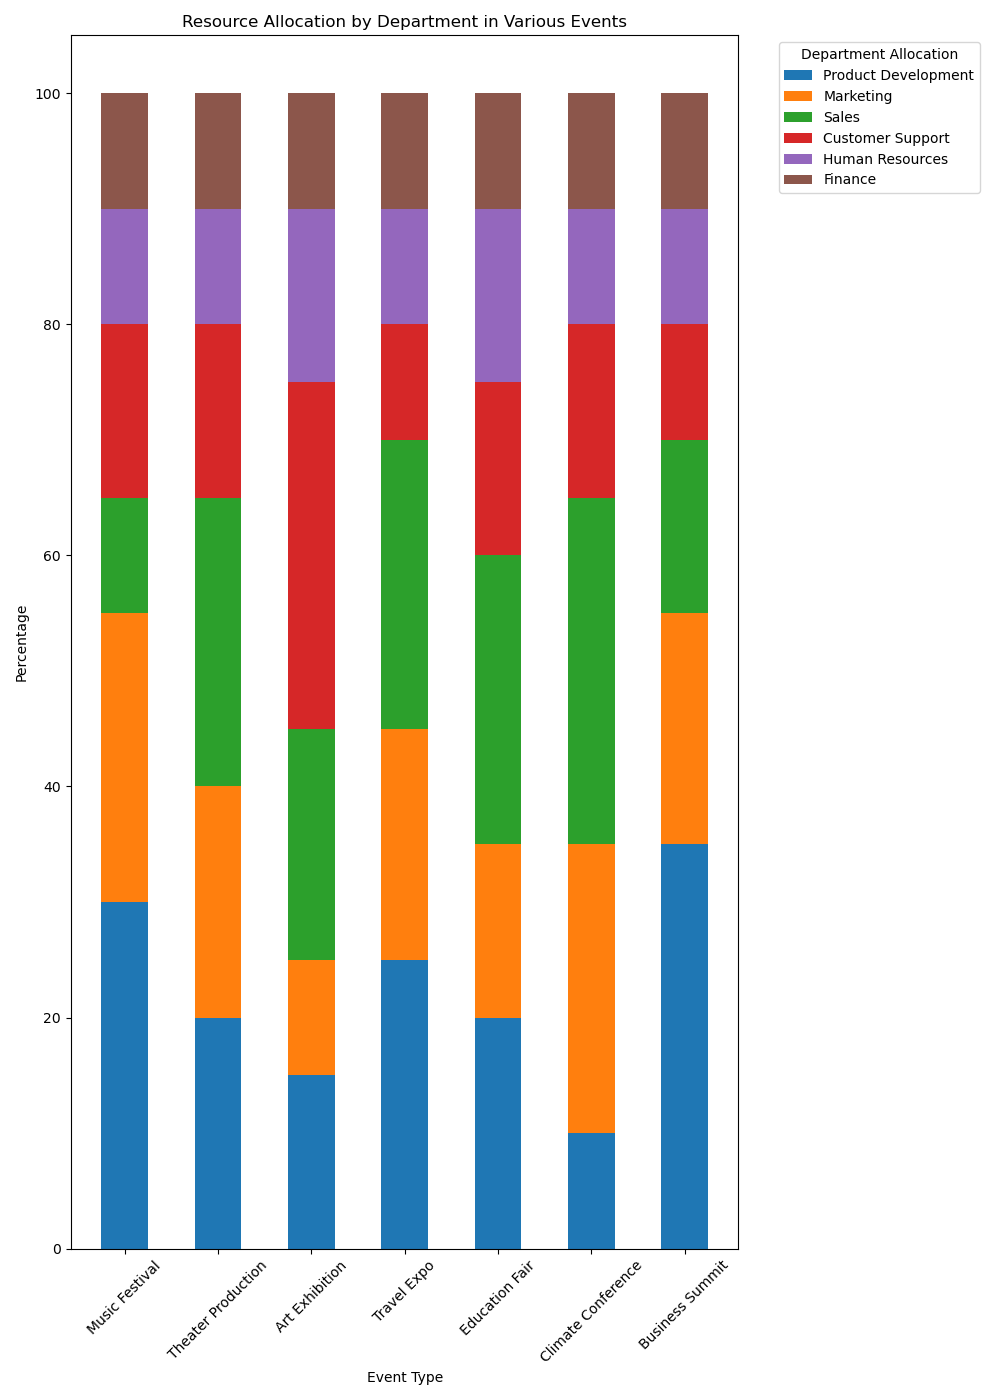 Resource Allocation by Department in Various Events
Department Allocation
Product Development
Marketing
Sales
Customer Support
Human Resources
Finance
Percentage
100
80
60
40
20
0
Music Festival
Theater Production
Art Exhibition
Travel Expo
Education Fair
Climate Conference
Business Summit
Event Type